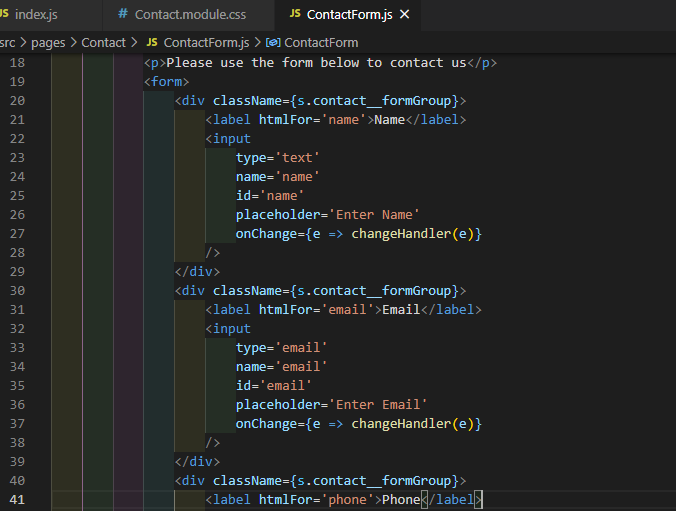 JS index.js # Contact.module.css JS ContactForm.js ×
src > pages > Contact > JS ContactForm.js > ContactForm
18 <p>Please use the form below to contact us</p>
19 <form>
20 <div className={s.contact__formGroup}>
21 <label htmlFor='name'>Name</label>
22 <input
23 type='text'
24 name='name'
25 id='name'
26 placeholder='Enter Name'
27 onChange={e => changeHandler(e)}
28 />
29 </div>
30 <div className={s.contact__formGroup}>
31 <label htmlFor='email'>Email</label>
32 <input
33 type='email'
34 name='email'
35 id='email'
36 placeholder='Enter Email'
37 onChange={e => changeHandler(e)}
38 />
39 </div>
40 <div className={s.contact__formGroup}>
41 <label htmlFor='phone'>Phone</label>